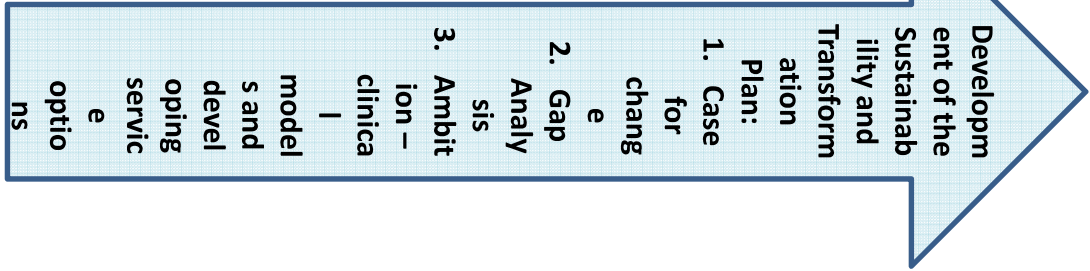 Developm
ent of the
Sustainab
ility and
Transform
ation
Plan:
1. Case
for
chang
e
2. Gap
Analy
sis
3. Ambit
ion –
clinica
l
model
s and
devel
oping
servic
e
optio
ns